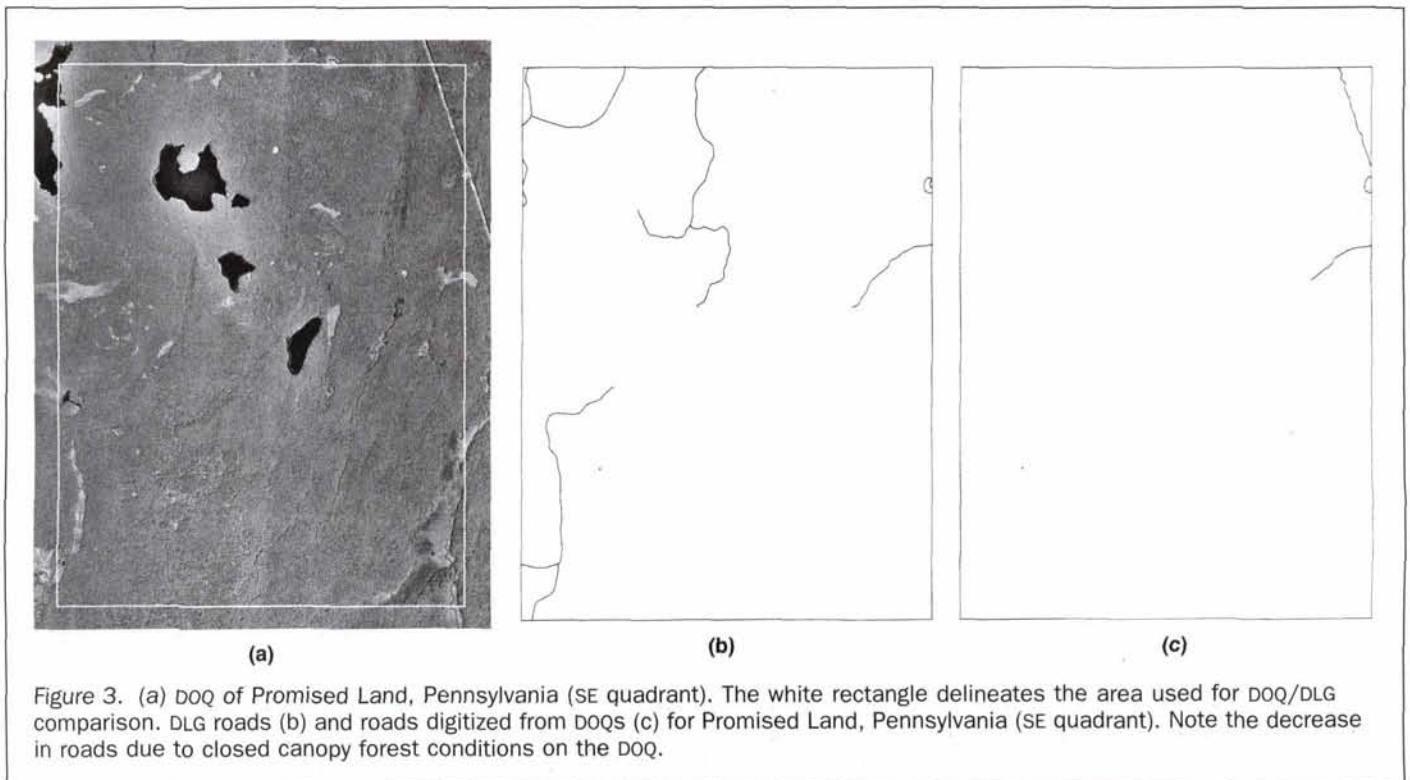 (a)
(b)
(c)
Figure 3. (a) DOQ of Promised Land, Pennsylvania (SE quadrant). The white rectangle delineates the area used for DOQ/DLG
comparison. DLG roads (b) and roads digitized from DOQs (c) for Promised Land, Pennsylvania (SE quadrant). Note the decrease
in roads due to closed canopy forest conditions on the DOQ.